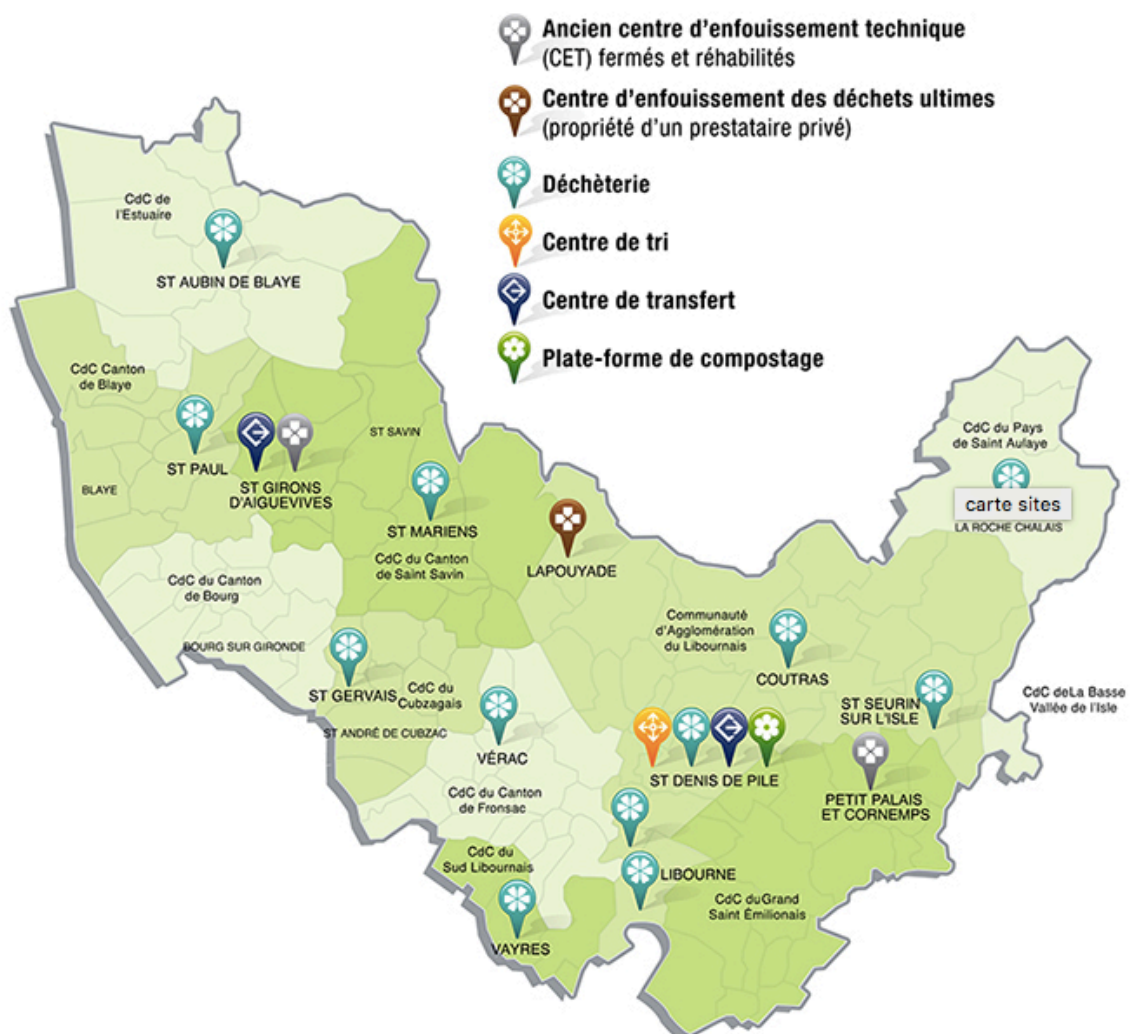 Ancien centre d'enfouissement technique
(CET) fermés et réhabilités
Centre d'enfouissement des déchets ultimes
(propriété d'un prestataire privé)
Déchèterie
Centre de tri
Centre de transfert
Plate-forme de compostage
CdC de
l'Estuaire
ST AUBIN DE BLAYE
CdC Canton
de Blaye
ST PAUL
BLAYE
ST GIRONS
D'AIGUEVIVES
ST SAVIN
ST MARIENS
CdC du Canton
de Saint Savin
LAPOUYADE
CdC du Pays
de Saint Aulaye
carte sites
LA ROCHE CHALAIS
CdC du Canton
de Bourg
BOURG SUR GIRONDE
ST GERVAIS
CdC du
Cubzagais
ST ANDRÉ DE CUBZAC
Communauté
d'Agglomération
du Libournais
COUTRAS
ST SEURIN
SUR L'ISLE
CdC deLa Basse
Vallée de l'Isle
VÉRAC
CdC du Canton
de Fronsac
ST DENIS DE PILE
PETIT PALAIS
ET CORNEMPS
CdC du
Sud Libournais
VAYRES
LIBOURNE
CdC duGrand
Saint Émilionais